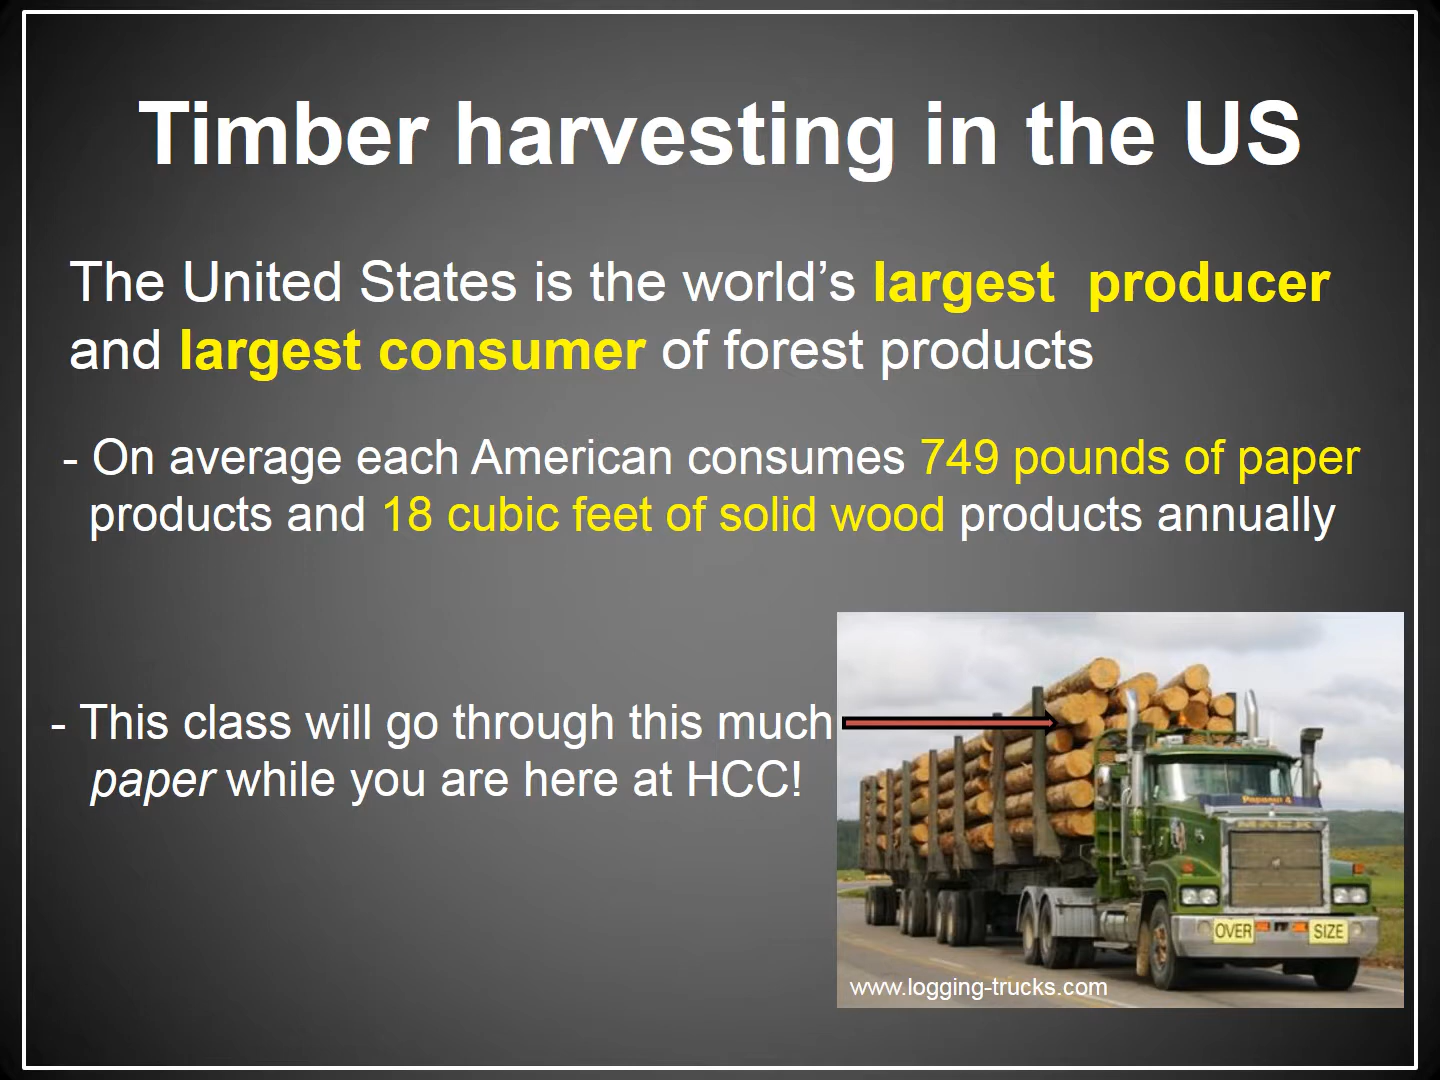 Timber harvesting in the US
The United States is the world’s largest  producer
and largest consumer of forest products
- On average each American consumes 749 pounds of paper
products and 18 cubic feet of solid wood products annually
- This class will go through this much
paper while you are here at HCC!
MACK
OVER SIZE
www.logging-trucks.com